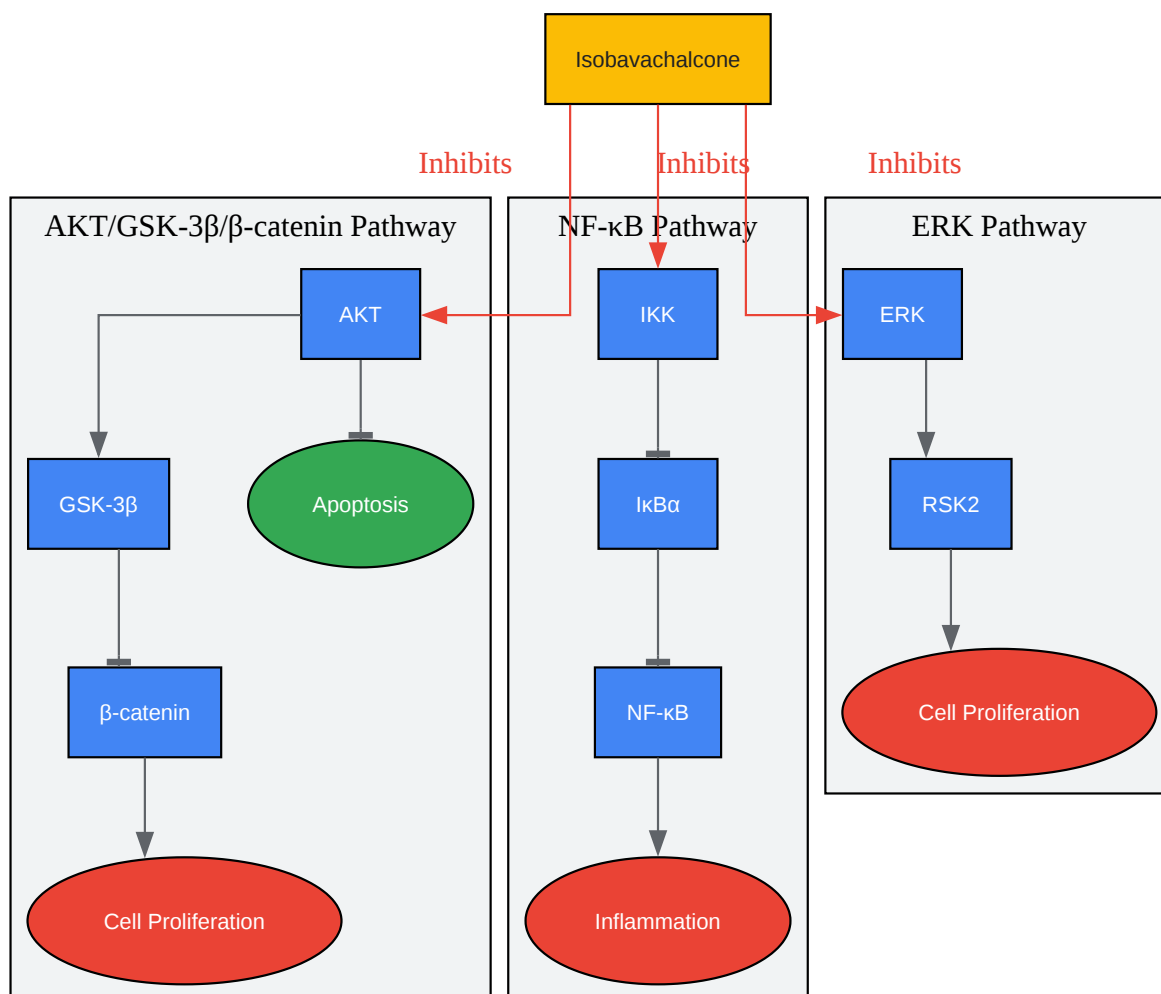 Isobavachalcone
Inhibits
Inhibits
Inhibits
AKT/GSK-3β/β-catenin Pathway
NF-κB Pathway
ERK Pathway
AKT
IKK
ERK
GSK-3β
Apoptosis
IκBα
RSK2
β-catenin
NF-κB
Cell Proliferation
Cell Proliferation
Inflammation